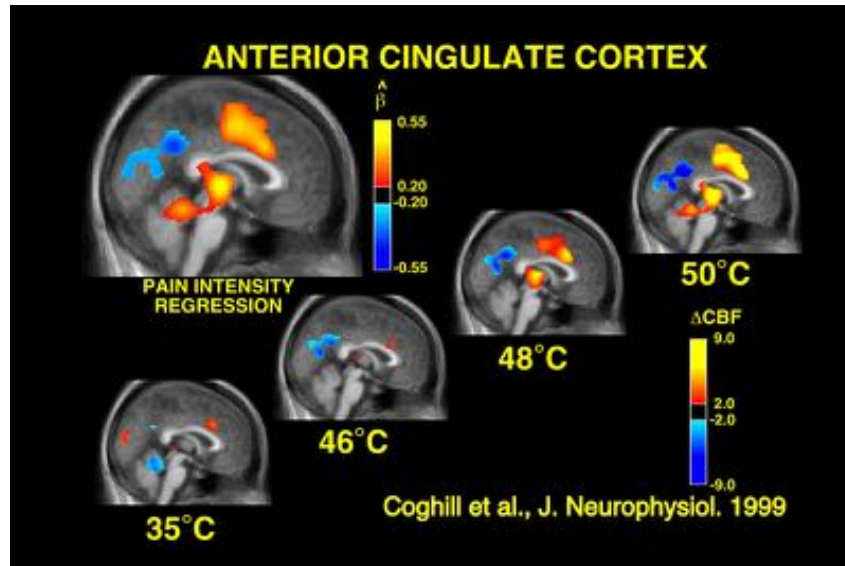 ANTERIOR CINGULATE CORTEX
^
β
0.55
0.20
-0.20
-0.55
PAIN INTENSITY
REGRESSION
50°C
ΔCBF
9.0
2.0
-2.0
-9.0
48°C
46°C
35°C
Coghill et al., J. Neurophysiol. 1999